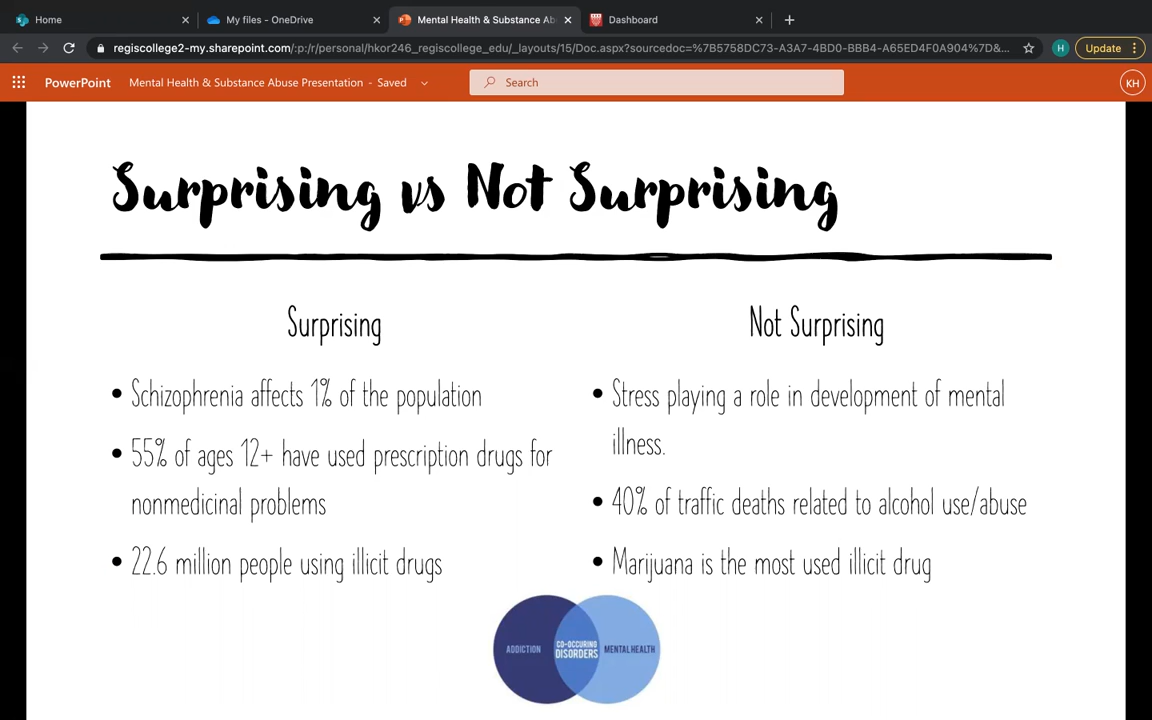 Home
My files - OneDrive
Mental Health & Substance Ab
Dashboard
regiscollege2-my.sharepoint.com/:p:/r/personal/hkor246_regiscollege_edu/_layouts/15/Doc.aspx?sourcedoc=%7B5758DC73-A3A7-4BD0-BBB4-A65ED4F0A904%7D&...
H
Update
PowerPoint
Mental Health & Substance Abuse Presentation - Saved
Search
KH
Surprising vs Not Surprising
Surprising
• Schizophrenia affects 1% of the population
• 55% of ages 12+ have used prescription drugs for
nonmedicinal problems
• 22.6 million people using illicit drugs
Not Surprising
• Stress playing a role in development of mental
illness.
• 40% of traffic deaths related to alcohol use/abuse
• Marijuana is the most used illicit drug
ADDICTION
CO-OCCURING
DISORDERS
MENTAL HEALTH